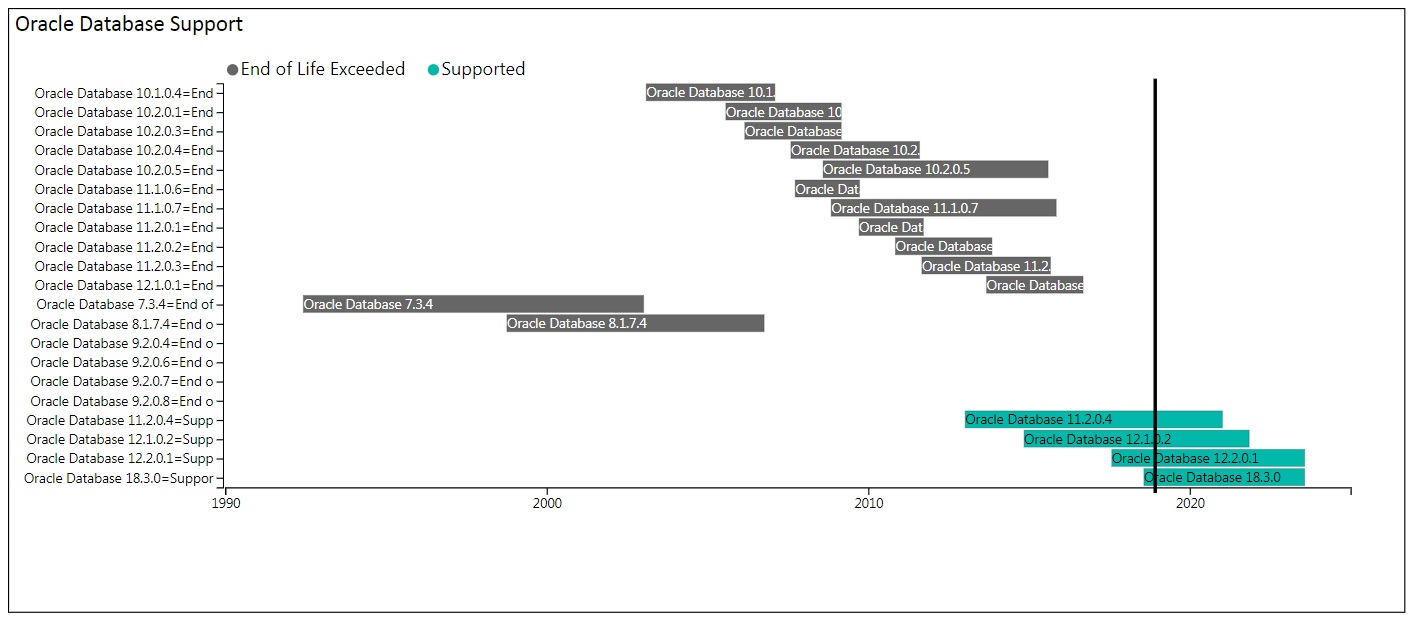 Oracle Database Support
End of Life Exceeded Supported
Oracle Database 10.1.0.4=End Oracle Database 10.1.
Oracle Database 10.2.0.1=End Oracle Database 10
Oracle Database 10.2.0.3=End Oracle Database
Oracle Database 10.2.0.4=End Oracle Database 10.2.
Oracle Database 10.2.0.5=End Oracle Database 10.2.0.5
Oracle Database 11.1.0.6=End Oracle Dat
Oracle Database 11.1.0.7=End Oracle Database 11.1.0.7
Oracle Database 11.2.0.1=End Oracle Dat
Oracle Database 11.2.0.2=End Oracle Database
Oracle Database 11.2.0.3=End Oracle Database 11.2.
Oracle Database 12.1.0.1=End Oracle Database
Oracle Database 7.3.4=End of Oracle Database 7.3.4
Oracle Database 8.1.7.4=End o Oracle Database 8.1.7.4
Oracle Database 9.2.0.4=End o
Oracle Database 9.2.0.6=End o
Oracle Database 9.2.0.7=End o
Oracle Database 9.2.0.8=End o
Oracle Database 11.2.0.4=Supp Oracle Database 11.2.0.4
Oracle Database 12.1.0.2=Supp Oracle Database 12.1.0.2
Oracle Database 12.2.0.1=Supp Oracle Database 12.2.0.1
Oracle Database 18.3.0=Suppor Oracle Database 18.3.0
1990 2000 2010 2020